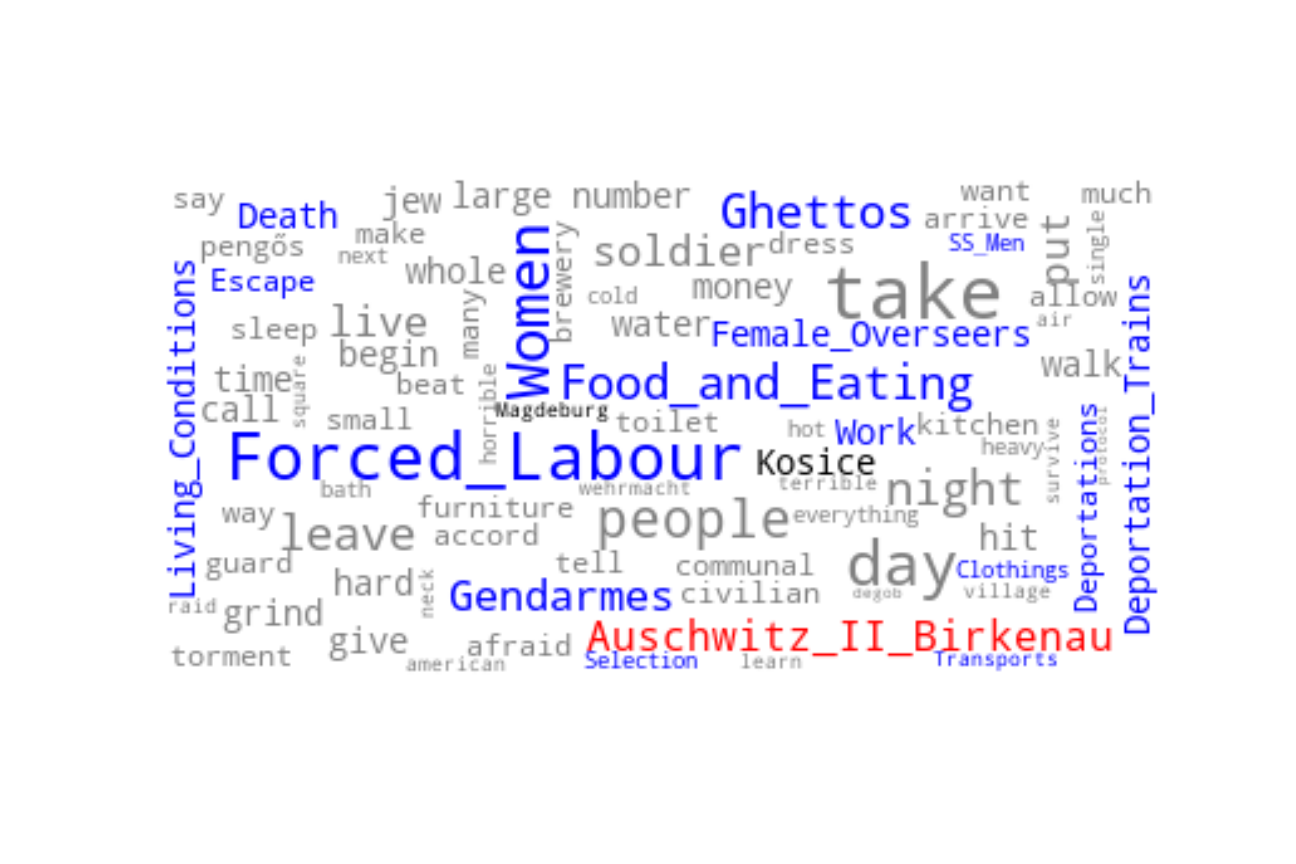 say
Death
jew
large
number
Ghettos
want
much
arrive
pengős
make
next
whole
Women
brewery
soldier
dress
SS_Men
put
single
Escape
many
cold
money
take
allow
air
Living_Conditions
sleep
live
begin
water
Female_Overseers
walk
Deportation_Trains
time
square
beat
horrible
Food_and_Eating
call
small
Magdeburg
toilet
hot
Work
kitchen
heavy
survive
Deportations
protocol
Forced_Labour
Kosice
terrible
night
bath
wehrmacht
way
leave
furniture
accord
people
everything
hit
guard
hard
neck
tell
communal
day
Clothings
village
degob
raid
grind
Gendarmes
civilian
give
afraid
Auschwitz_II_Birkenau
torment
american
Selection
learn
Transports